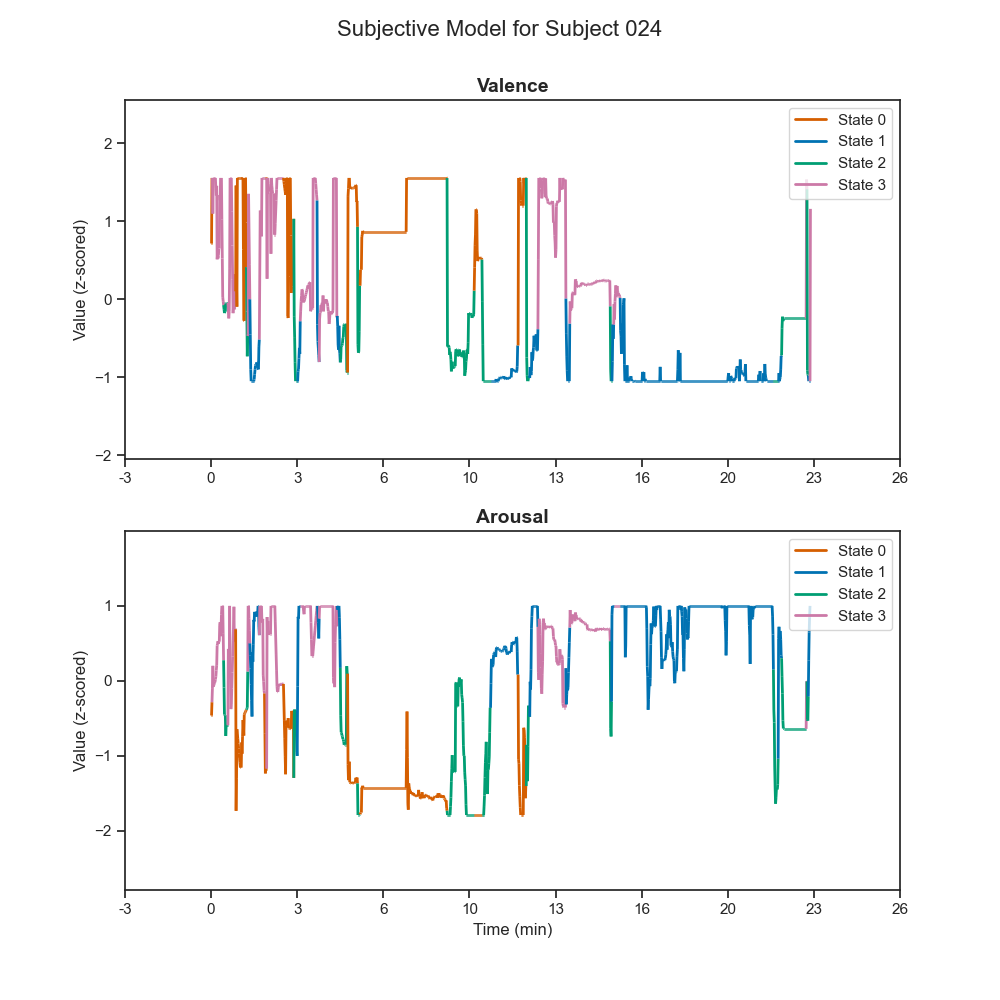 Subjective Model for Subject 024
Valence
State 0
State 1
State 2
State 3
Value (z-scored)
2
1
0
−1
−2
-3 0 3 6 10 13 16 20 23 26
Arousal
State 0
State 1
State 2
State 3
Value (z-scored)
1
0
−1
−2
-3 0 3 6 10 13 16 20 23 26
Time (min)